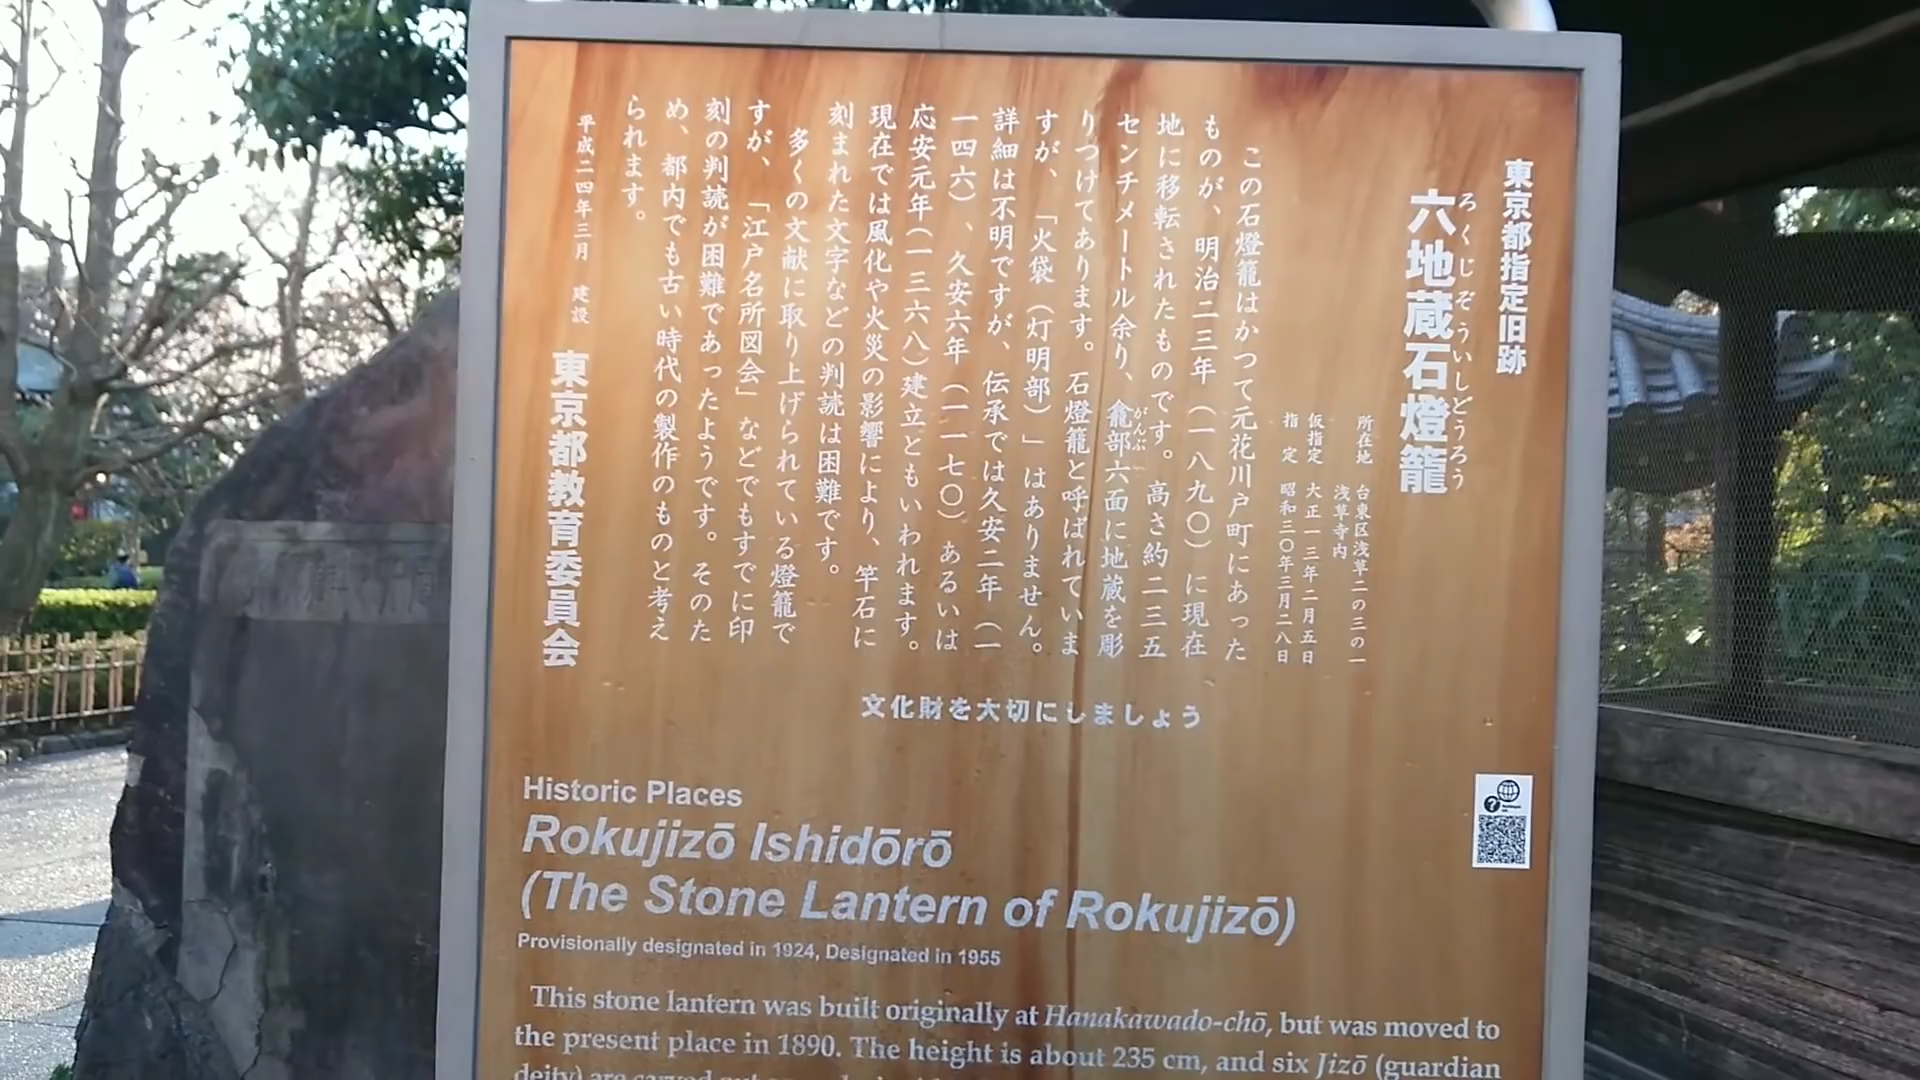 東京都指定旧跡
六地蔵石燈籠
ろくじぞういしどうろう
所在地 台東区浅草二の三の一
浅草寺内
仮指定 大正一三年二月五日
指定 昭和三〇年三月二八日
この石燈籠はかつて元花川戸町にあった
ものが、明治二三年（一八九〇）に現在
地に移転されたものです。高さ約二三五
センチメートル余り、龕部六面に地蔵を彫
がんぶ
りつけてあります。石燈籠と呼ばれていま
すが、「火袋（灯明部）」はありません。
詳細は不明ですが、伝承では久安二年（一
一四六）、久安六年（一一七〇）あるいは
応安元年（一三六八）建立ともいわれます。
現在では風化や火災の影響により、竿石に
刻まれた文字などの判読は困難です。
多くの文献に取り上げられている燈籠で
すが、「江戸名所図会」などでもすでに印
刻の判読が困難であったようです。そのた
め、都内でも古い時代の製作のものと考え
られます。
平成二四年三月 建設
東京都教育委員会
文化財を大切にしましょう
Historic Places
Rokujizō Ishidōrō
(The Stone Lantern of Rokujizō)
Provisionally designated in 1924, Designated in 1955
This stone lantern was built originally at Hanakawado-chō, but was moved to
the present place in 1890. The height is about 235 cm, and six Jizō (guardian
deity) are carved out